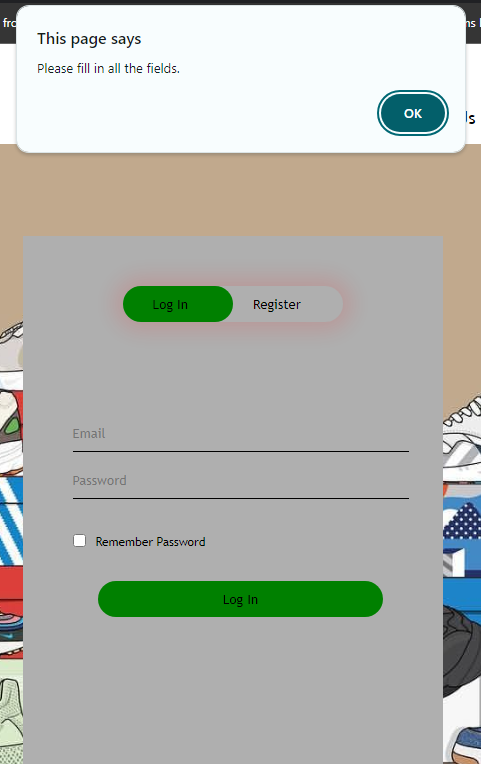 This page says
Please fill in all the fields.
OK
Log In Register
Email
Password
Remember Password
Log In